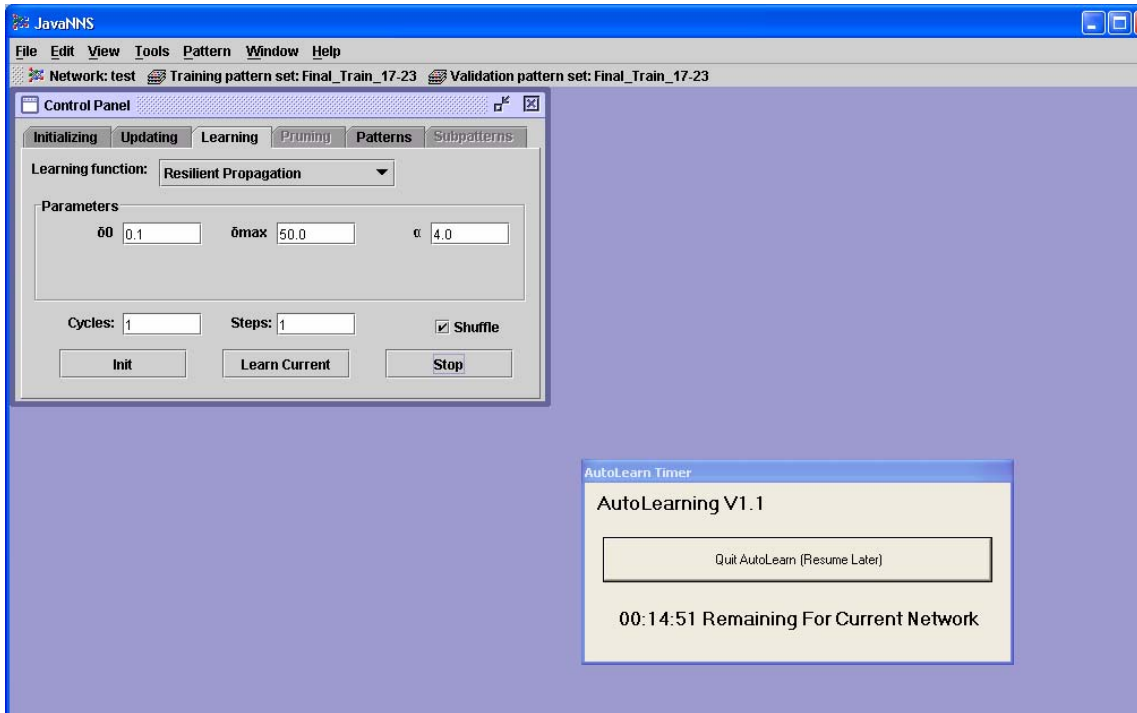 JavaNNS
File Edit View Tools Pattern Window Help
Network: test Training pattern set: Final_Train_17-23 Validation pattern set: Final_Train_17-23
Control Panel
Initializing Updating Learning Pruning Patterns Subpatterns
Learning function: Resilient Propagation
Parameters
δ0 0.1 δmax 50.0 α 4.0
Cycles: 1 Steps: 1 Shuffle
Init Learn Current Stop
AutoLearn Timer
AutoLearning V1.1
Quit AutoLearn (Resume Later)
00:14:51 Remaining For Current Network